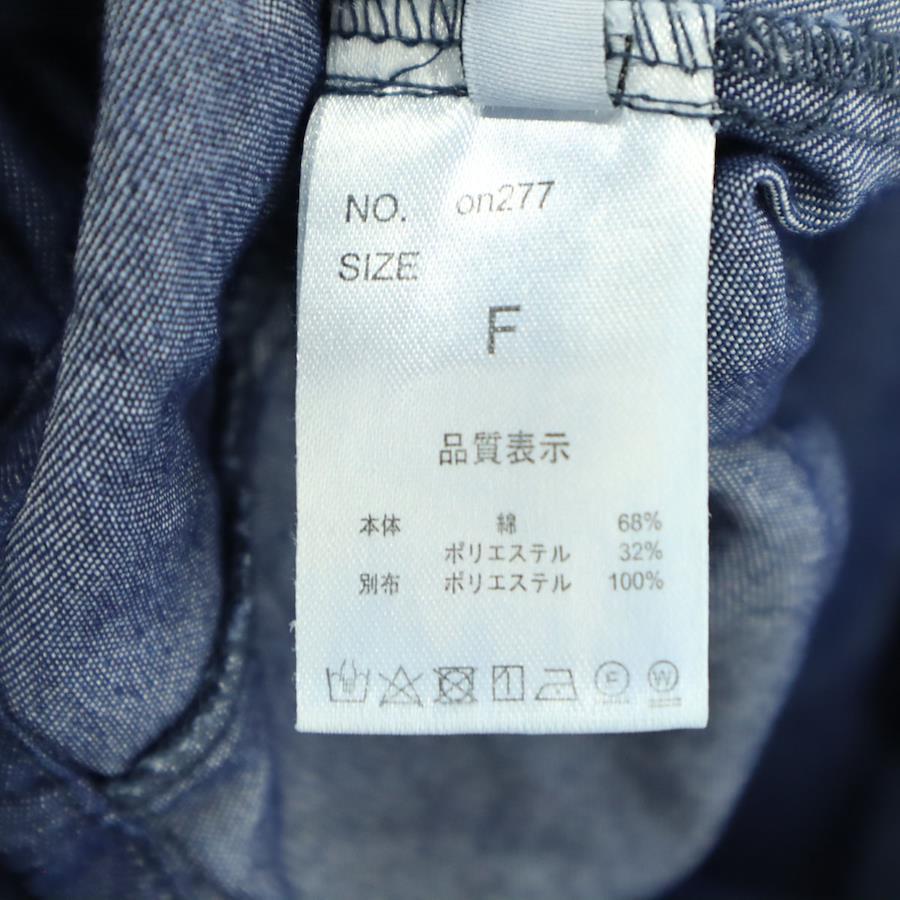 NO. on277
SIZE
F
品質表示
本体 綿 68%
ポリエステル 32%
別布 ポリエステル 100%
F
W